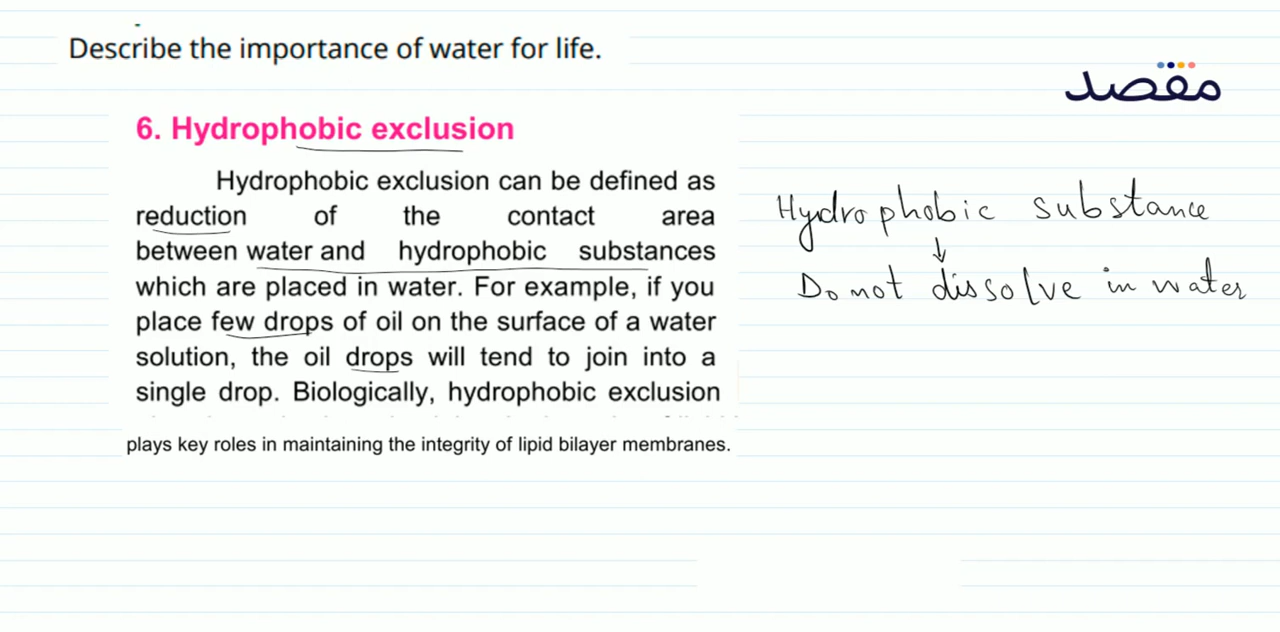 Describe the importance of water for life.
مقصد
6. Hydrophobic exclusion
Hydrophobic exclusion can be defined as
reduction of the contact area
between water and hydrophobic substances
which are placed in water. For example, if you
place few drops of oil on the surface of a water
solution, the oil drops will tend to join into a
single drop. Biologically, hydrophobic exclusion
plays key roles in maintaining the integrity of lipid bilayer membranes.
Hydrophobic substance
↓
Do not dissolve in water